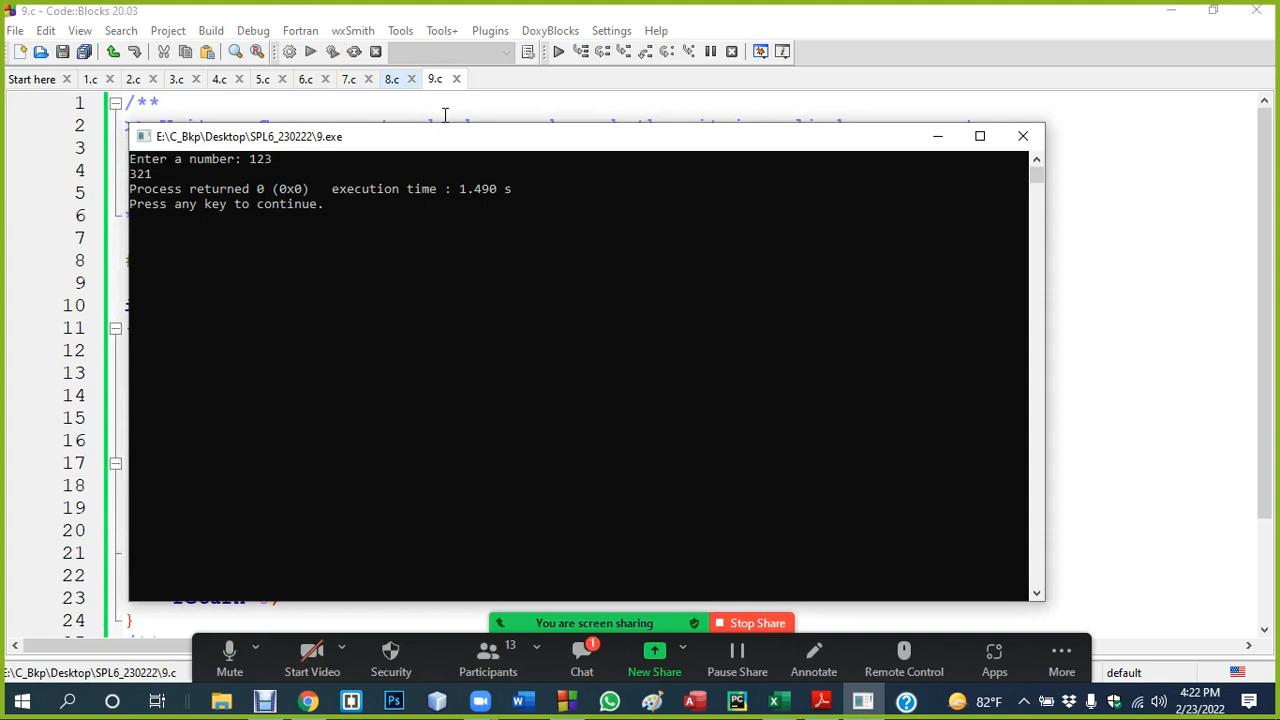 9.c - Code::Blocks 20.03
File Edit View Search Project Build Debug Fortran wxSmith Tools Tools+ Plugins DoxyBlocks Settings Help
Start here 1.c 2.c 3.c 4.c 5.c 6.c 7.c 8.c 9.c
1 /**
2
E:\C_Bkp\Desktop\SPL6_230222\9.exe
3
Enter a number: 123
4
321
5
Process returned 0 (0x0)   execution time : 1.490 s
Press any key to continue.
6
7
8
9
10
11
12
13
14
15
16
17
18
19
20
21
22
23 return 0;
24 }
You are screen sharing Stop Share
13 1
Mute Start Video Security Participants Chat New Share Pause Share Annotate Remote Control Apps More
E:\C_Bkp\Desktop\SPL6_230222\9.c default
82°F 4:22 PM
2/23/2022